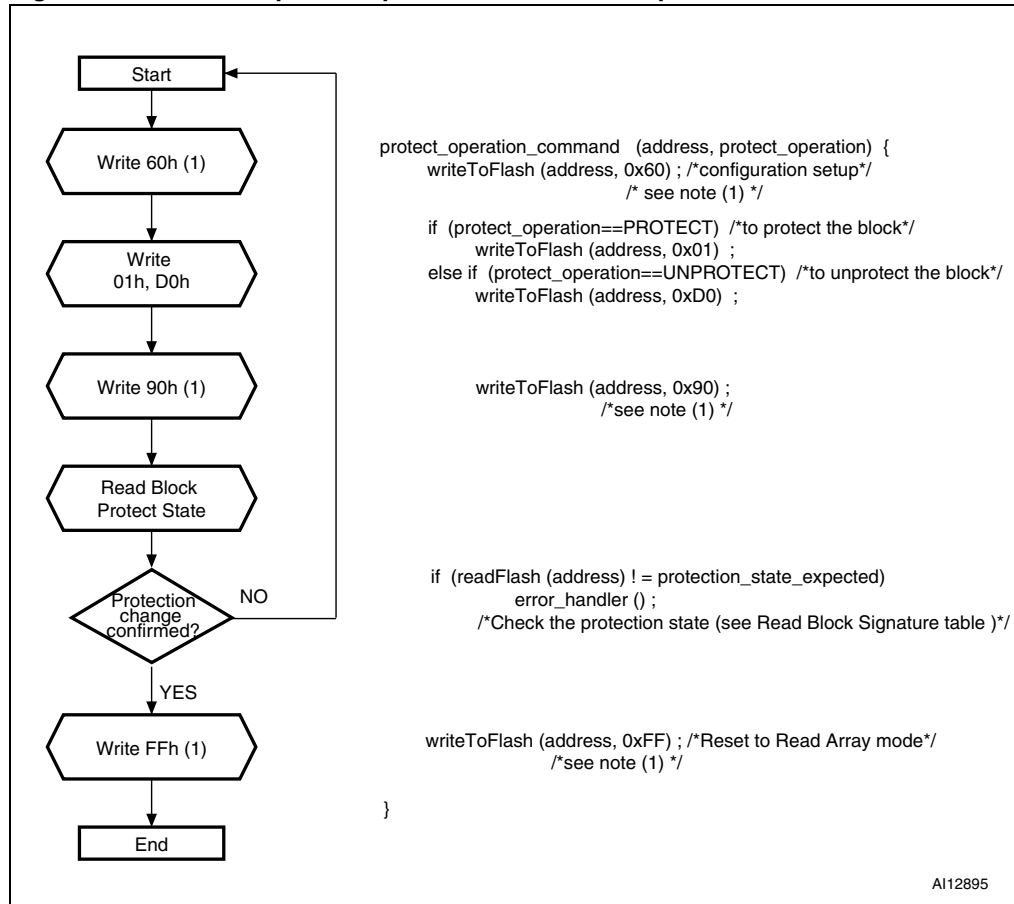 Start
Write 60h (1)
Write
01h, D0h
Write 90h (1)
Read Block
Protect State
Protection
change
confirmed?
NO
YES
Write FFh (1)
End
protect_operation_command (address, protect_operation) {
writeToFlash (address, 0x60) ; /*configuration setup*/
/* see note (1) */
if (protect_operation==PROTECT) /*to protect the block*/
writeToFlash (address, 0x01) ;
else if (protect_operation==UNPROTECT) /*to unprotect the block*/
writeToFlash (address, 0xD0) ;
writeToFlash (address, 0x90) ;
/*see note (1) */
if (readFlash (address) ! = protection_state_expected)
error_handler () ;
/*Check the protection state (see Read Block Signature table )*/
writeToFlash (address, 0xFF) ; /*Reset to Read Array mode*/
/*see note (1) */
}
AI12895